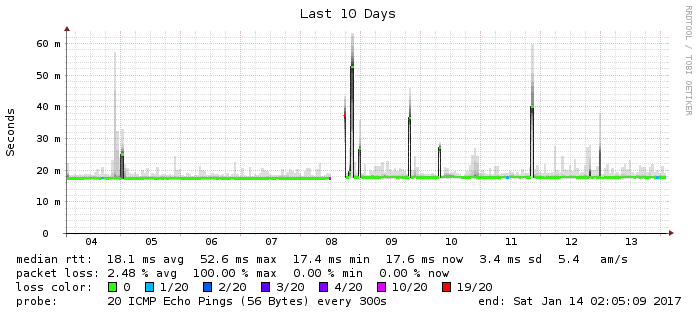 Last 10 Days
RRDTOOL / TOBI OETIKER
Seconds
60 m
50 m
40 m
30 m
20 m
10 m
0
04 05 06 07 08 09 10 11 12 13
median rtt: 18.1 ms avg 52.6 ms max 17.4 ms min 17.6 ms now 3.4 ms sd 5.4 am/s
packet loss: 2.48 % avg 100.00 % max 0.00 % min 0.00 % now
loss color: 0 1/20 2/20 3/20 4/20 10/20 19/20
probe: 20 ICMP Echo Pings (56 Bytes) every 300s end: Sat Jan 14 02:05:09 2017